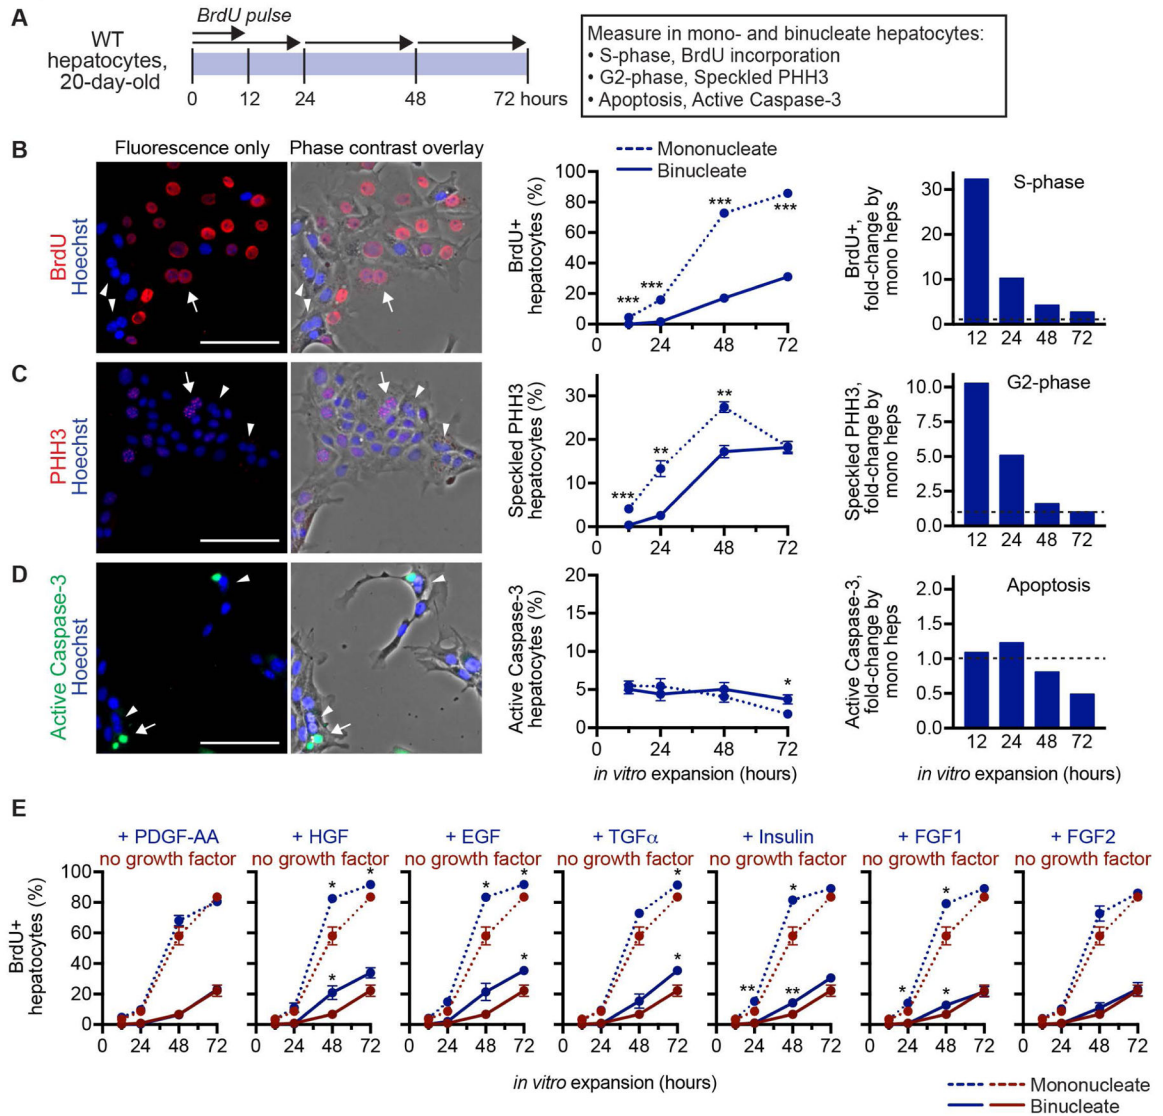 A
BrdU pulse
WT
hepatocytes,
20-day-old
0 12 24 48 72 hours
Measure in mono- and binucleate hepatocytes:
• S-phase, BrdU incorporation
• G2-phase, Speckled PHH3
• Apoptosis, Active Caspase-3
B
Fluorescence only
Phase contrast overlay
BrdU
Hoechst
Mononucleate
Binucleate
BrdU+
hepatocytes (%)
100
80
60
40
20
0
*** *** *** ***
0 24 48 72
BrdU+,
fold-change by
mono heps
S-phase
30
20
10
0
12 24 48 72
C
PHH3
Hoechst
Speckled PHH3
hepatocytes (%)
30
20
10
0
*** ** **
0 24 48 72
Speckled PHH3,
fold-change by
mono heps
G2-phase
10.0
7.5
5.0
2.5
0.0
12 24 48 72
D
Active Caspase-3
Hoechst
Active Caspase-3
hepatocytes (%)
20
15
10
5
0
*
0 24 48 72
in vitro expansion (hours)
Active Caspase-3,
fold-change by
mono heps
Apoptosis
2.0
1.5
1.0
0.5
0.0
12 24 48 72
in vitro expansion (hours)
E
+ PDGF-AA
no growth factor
+ HGF
no growth factor
+ EGF
no growth factor
+ TGFα
no growth factor
+ Insulin
no growth factor
+ FGF1
no growth factor
+ FGF2
no growth factor
BrdU+
hepatocytes (%)
100
80
60
40
20
0
0 24 48 72
* * *
0 24 48 72
* * *
0 24 48 72
* *
0 24 48 72
** * **
0 24 48 72
* * *
0 24 48 72
0 24 48 72
in vitro expansion (hours)
Mononucleate
Binucleate